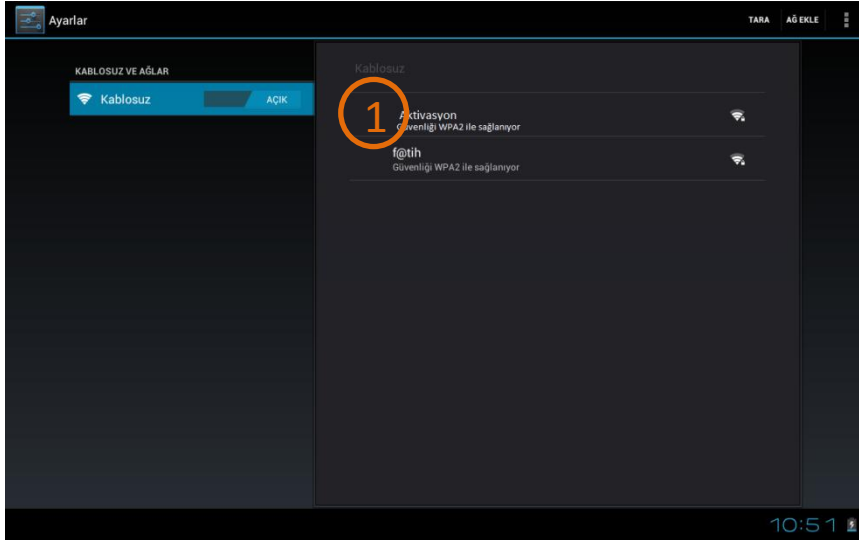 Ayarlar
TARA
AĞ EKLE
KABLOSUZ VE AĞLAR
Kablosuz
AÇIK
Kablosuz
1
Aktivasyon
Güvenliği WPA2 ile sağlanıyor
f@tih
Güvenliği WPA2 ile sağlanıyor
10:51